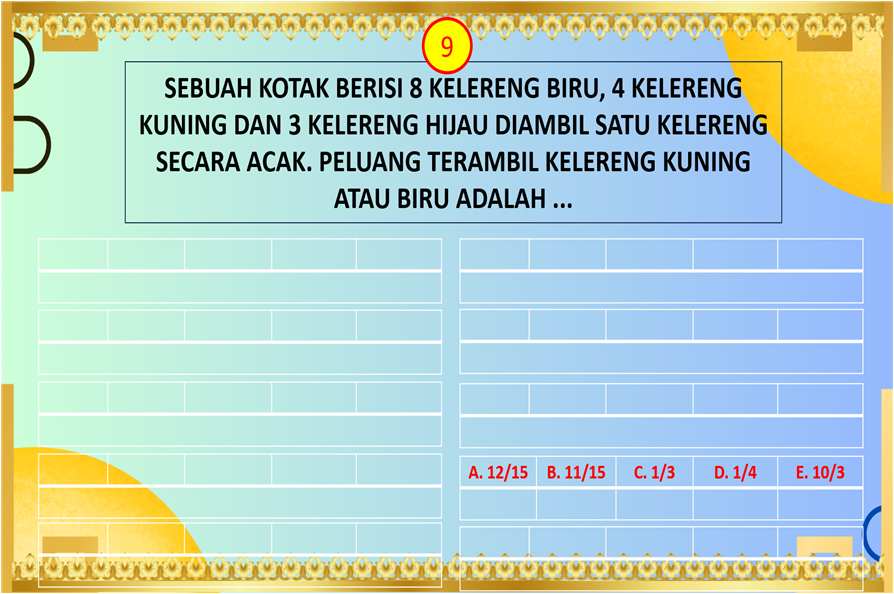 9
SEBUAH KOTAK BERISI 8 KELERENG BIRU, 4 KELERENG
KUNING DAN 3 KELERENG HIJAU DIAMBIL SATU KELERENG
SECARA ACAK. PELUANG TERAMBIL KELERENG KUNING
ATAU BIRU ADALAH ...
A. 12/15 B. 11/15 C. 1/3 D. 1/4 E. 10/3